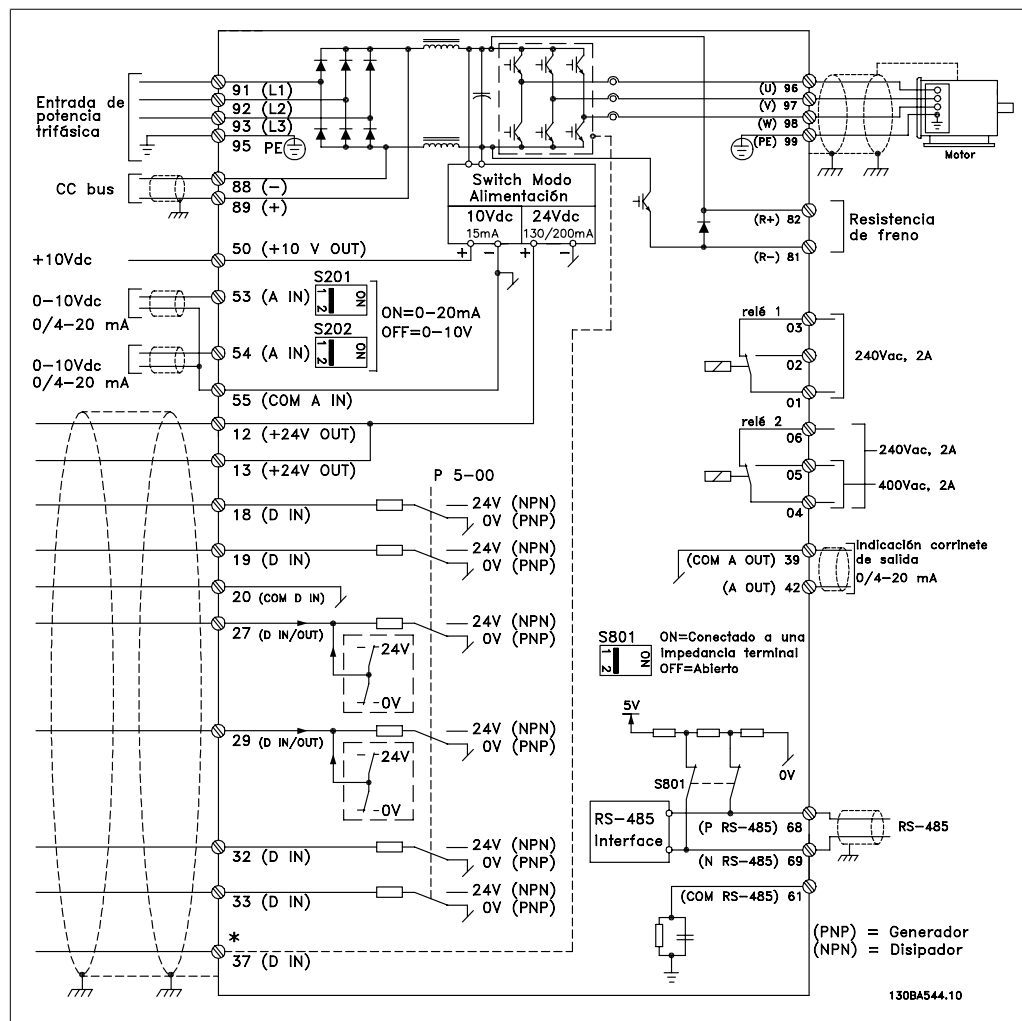 Entrada de
potencia
trifásica
91 (L1)
92 (L2)
93 (L3)
95 PE
CC bus
88 (-)
89 (+)
Switch Modo
Alimentación
10Vdc
15mA
24Vdc
130/200mA
+ - + -
(U) 96
(V) 97
(W) 98
(PE) 99
Motor
(R+) 82
(R-) 81
Resistencia
de freno
+10Vdc
50 (+10 V OUT)
0-10Vdc
0/4-20 mA
53 (A IN)
S201
ON
1 2
ON=0-20mA
OFF=0-10V
S202
ON
1 2
0-10Vdc
0/4-20 mA
54 (A IN)
55 (COM A IN)
12 (+24V OUT)
13 (+24V OUT)
P 5-00
18 (D IN)
24V (NPN)
0V (PNP)
19 (D IN)
24V (NPN)
0V (PNP)
20 (COM D IN)
27 (D IN/OUT)
24V (NPN)
0V (PNP)
24V
0V
29 (D IN/OUT)
24V (NPN)
0V (PNP)
24V
0V
32 (D IN)
24V (NPN)
0V (PNP)
33 (D IN)
24V (NPN)
0V (PNP)
*
37 (D IN)
relé 1
03
02
01
240Vac, 2A
relé 2
06
05
04
240Vac, 2A
400Vac, 2A
(COM A OUT) 39
(A OUT) 42
Indicación corrinete
de salida
0/4-20 mA
S801
ON
1 2
ON=Conectado a una
impedancia terminal
OFF=Abierto
5V
0V
S801
RS-485
Interface
(P RS-485) 68
(N RS-485) 69
RS-485
(COM RS-485) 61
(PNP) = Generador
(NPN) = Disipador
130BA544.10